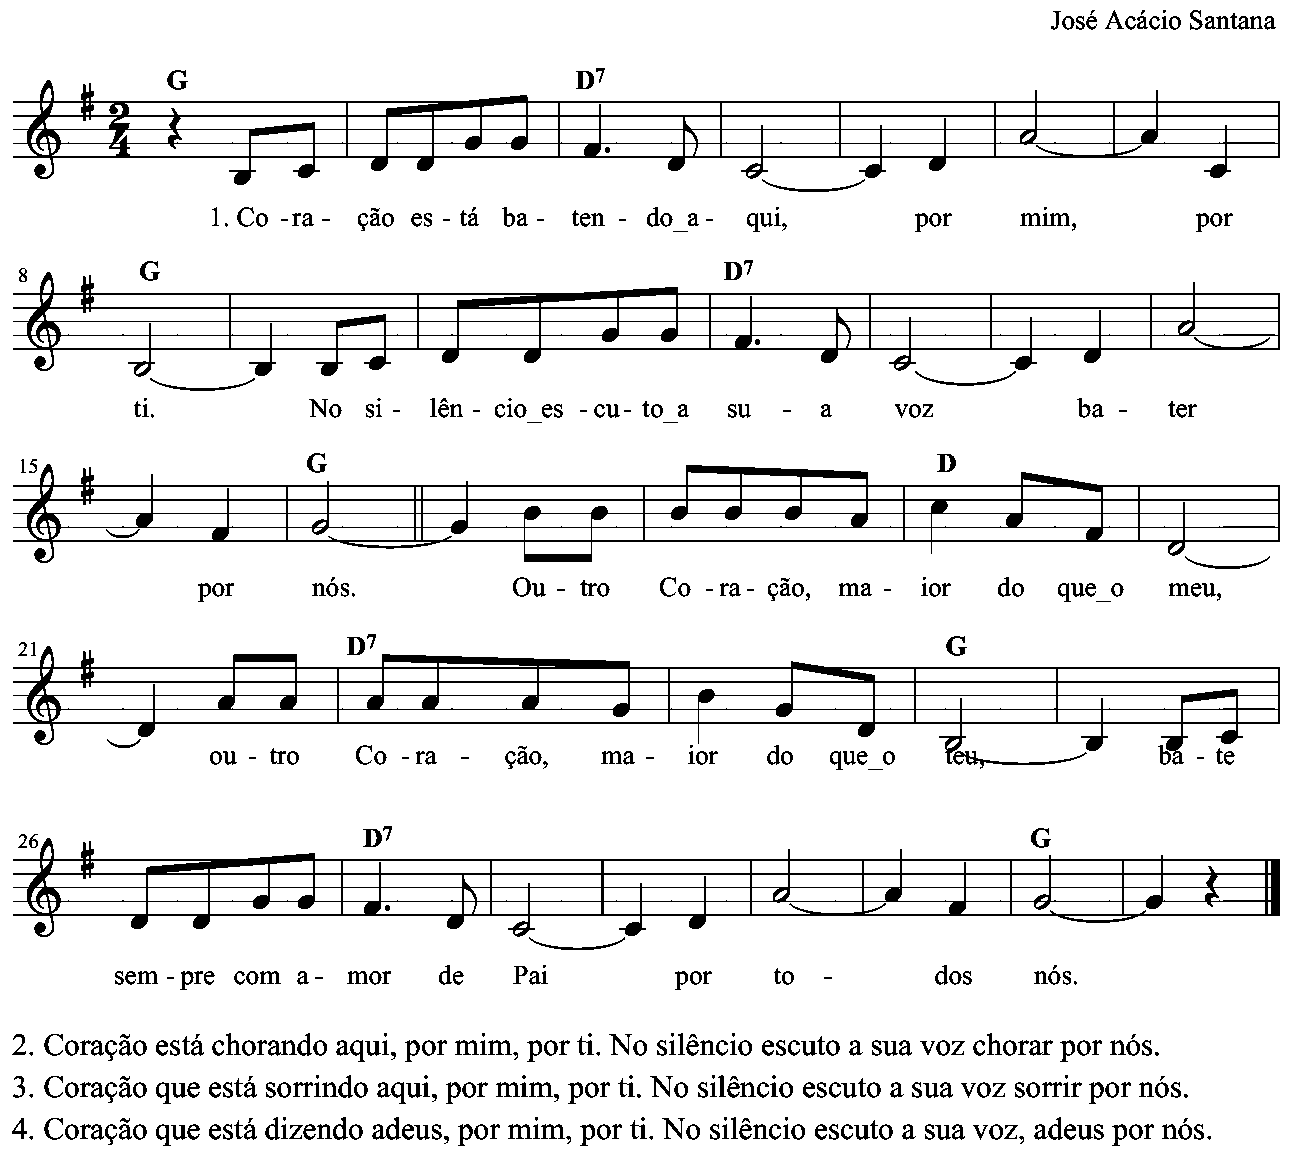 José Acácio Santana
G D7
2
4
1. Co - ra - ção es - tá ba - ten - do_a - qui, por mim, por
8 G D7
ti. No si - lên - cio_es - cu - to_a su - a voz ba - ter
15 G D
por nós. Ou - tro Co - ra - ção, ma - ior do que_o meu,
21 D7 G
ou - tro Co - ra - ção, ma - ior do que_o teu, ba - te
26 D7 G
sem - pre com a - mor de Pai por to - dos nós.
2. Coração está chorando aqui, por mim, por ti. No silêncio escuto a sua voz chorar por nós.
3. Coração que está sorrindo aqui, por mim, por ti. No silêncio escuto a sua voz sorrir por nós.
4. Coração que está dizendo adeus, por mim, por ti. No silêncio escuto a sua voz, adeus por nós.